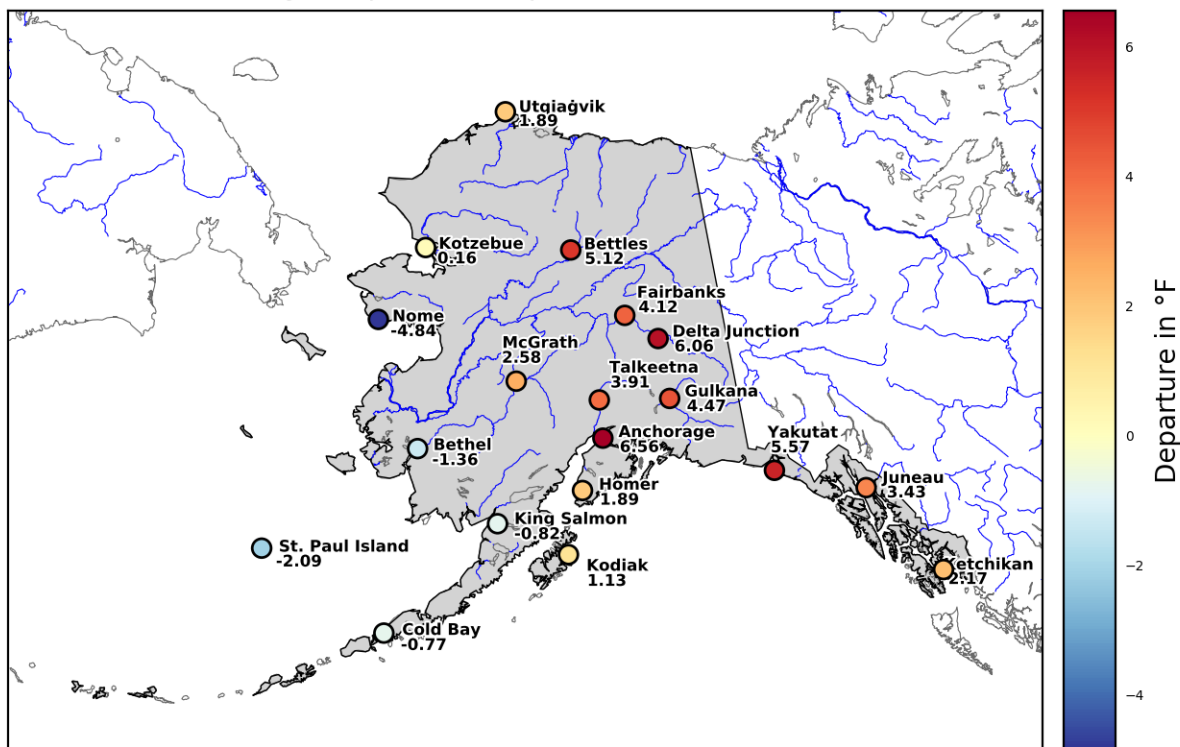 Utqiaġvik
1.89
Kotzebue
0.16
Bettles
5.12
Nome
-4.84
Fairbanks
4.12
Delta Junction
6.06
McGrath
2.58
Talkeetna
3.91
Gulkana
4.47
Anchorage
6.56
Bethel
-1.36
Yakutat
5.57
Juneau
3.43
Homer
1.89
King Salmon
-0.82
St. Paul Island
-2.09
Kodiak
1.13
Ketchikan
2.17
Cold Bay
-0.77
6
4
2
0
−2
−4
Departure in °F